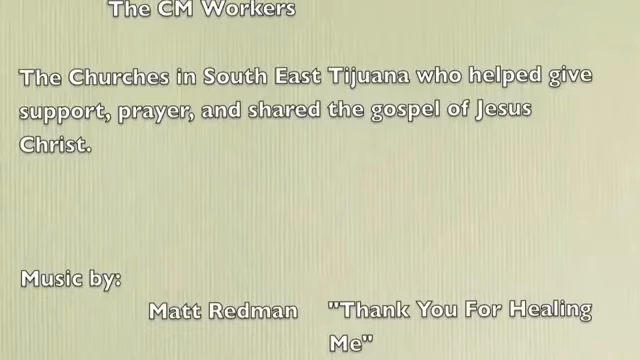 The CM Workers
The Churches in South East Tijuana who helped give
support, prayer, and shared the gospel of Jesus
Christ.
Music by:
Matt Redman "Thank You For Healing
Me"